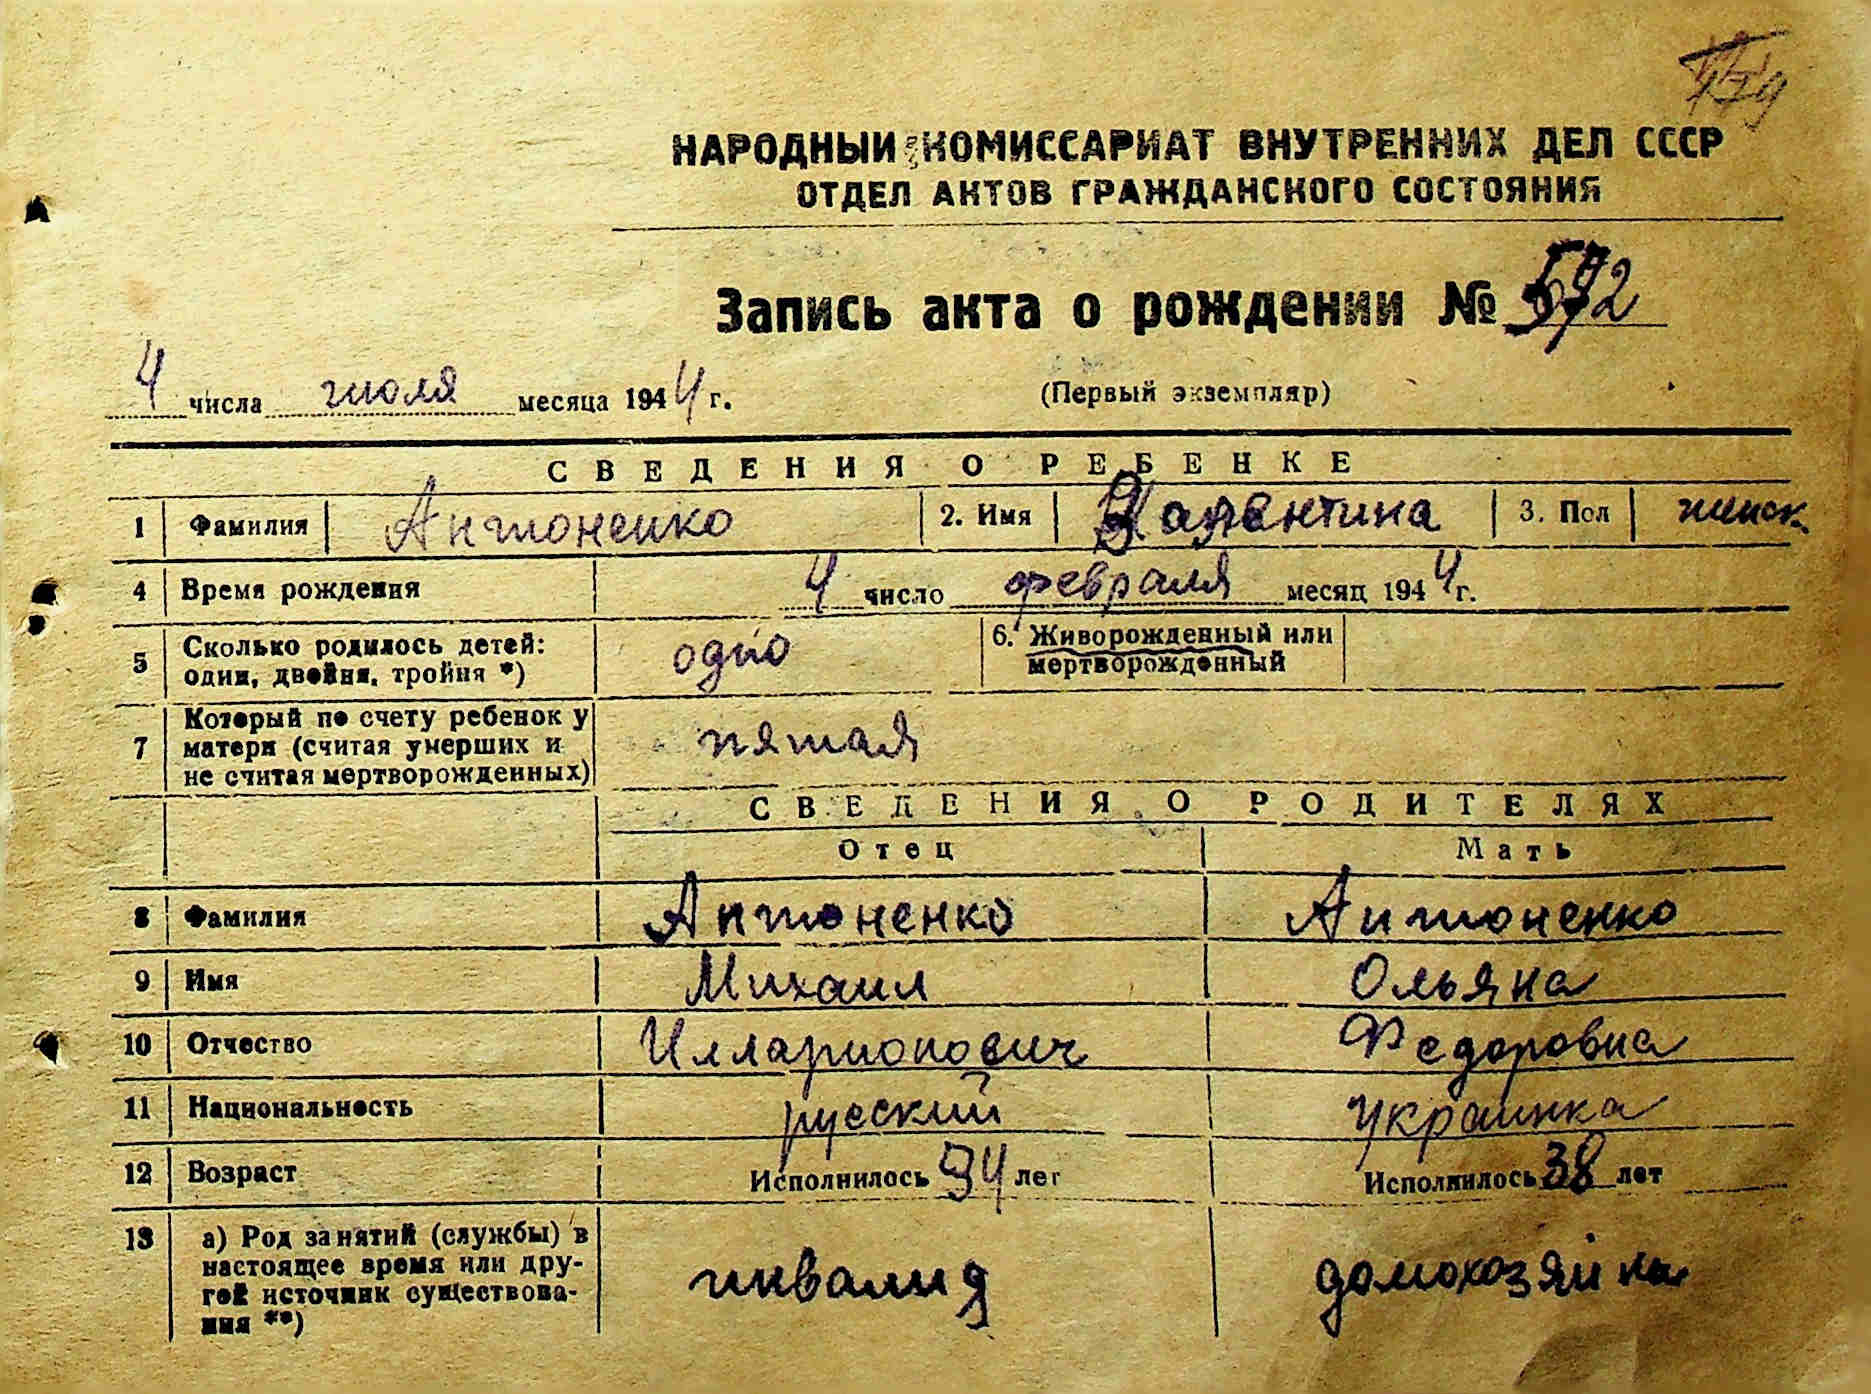 НАРОДНЫЙ КОМИССАРИАТ ВНУТРЕННИХ ДЕЛ СССР
ОТДЕЛ АКТОВ ГРАЖДАНСКОГО СОСТОЯНИЯ
Запись акта о рождении № 572
4 числа июля месяца 1944 г.
(Первый экземпляр)
СВЕДЕНИЯ О РЕБЕНКЕ
1 Фамилия Антоненко 2. Имя Валентина 3. Пол женск.
4 Время рождения 4 число февраля месяц 1944 г.
5 Сколько родилось детей: один, двойня, тройня *) одно 6. Живорожденный или мертворожденный
7 Который по счету ребенок у матери (считая умерших и не считая мертворожденных) пятая
СВЕДЕНИЯ О РОДИТЕЛЯХ
Отец Мать
8 Фамилия Антоненко Антоненко
9 Имя Михаил Ольяна
10 Отчество Илларионович Федоровна
11 Национальность русский украинка
12 Возраст Исполнилось 34 лет Исполнилось 38 лет
13 а) Род занятий (службы) в настоящее время или другой источник существования **) инвалид домохозяйка